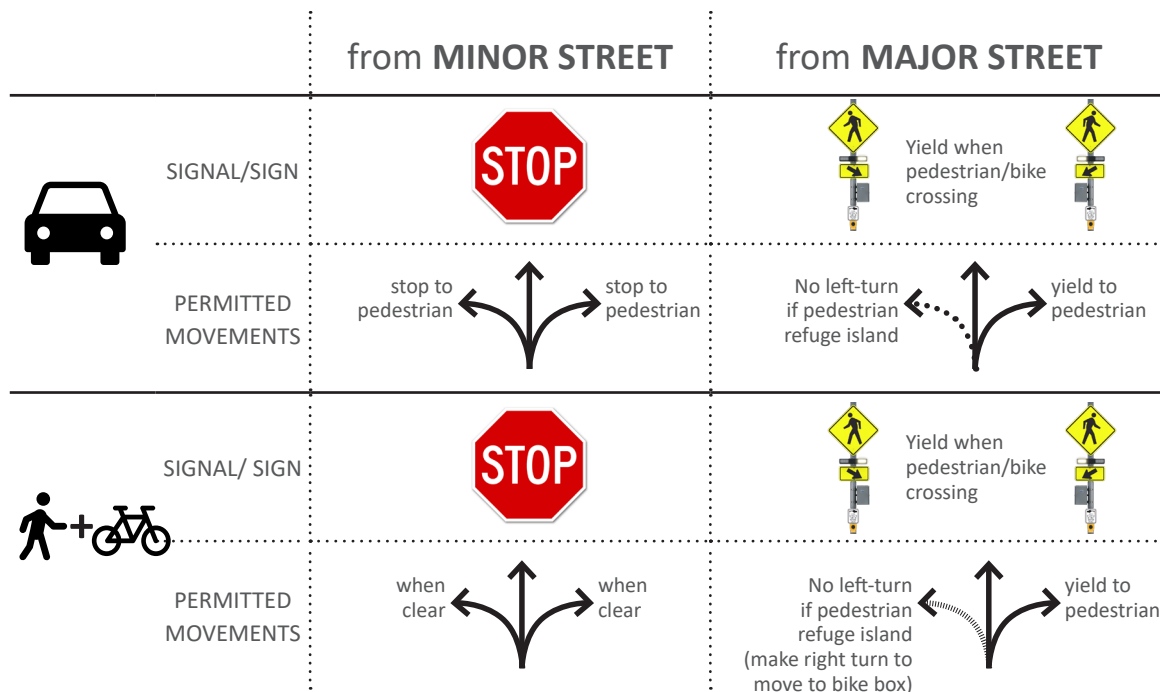 from MINOR STREET
from MAJOR STREET
SIGNAL/SIGN
STOP
Yield when
pedestrian/bike
crossing
PERMITTED
MOVEMENTS
stop to
pedestrian
stop to
pedestrian
No left-turn
if pedestrian
refuge island
yield to
pedestrian
SIGNAL/ SIGN
STOP
Yield when
pedestrian/bike
crossing
PERMITTED
MOVEMENTS
when
clear
when
clear
No left-turn
if pedestrian
refuge island
(make right turn to
move to bike box)
yield to
pedestrian